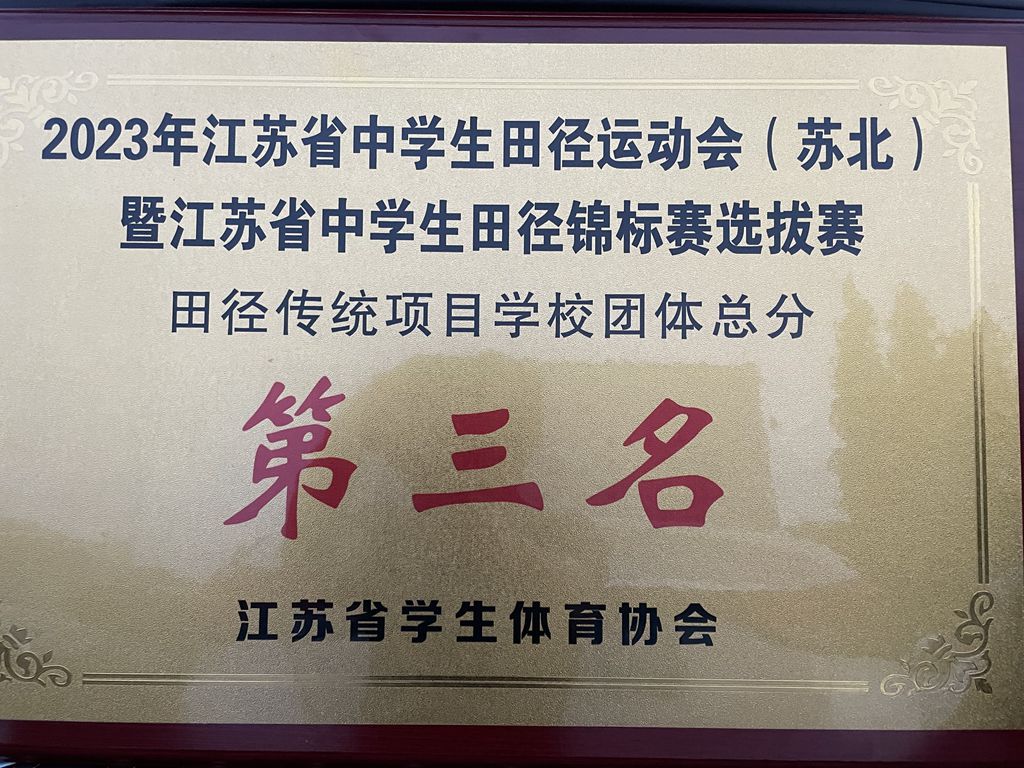 2023年江苏省中学生田径运动会（苏北）
暨江苏省中学生田径锦标赛选拔赛
田径传统项目学校团体总分
第三名
江苏省学生体育协会